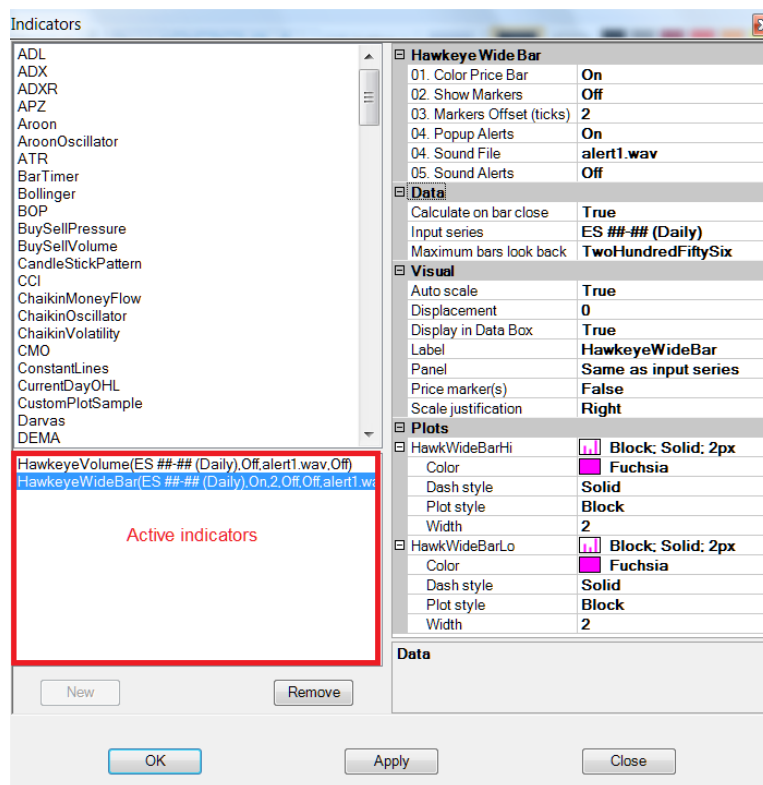 Indicators
ADL
ADX
ADXR
APZ
Aroon
AroonOscillator
ATR
BarTimer
Bollinger
BOP
BuySellPressure
BuySellVolume
CandleStickPattern
CCI
ChaikinMoneyFlow
ChaikinOscillator
ChaikinVolatility
CMO
ConstantLines
CurrentDayOHL
CustomPlotSample
Darvas
DEMA
HawkeyeVolume(ES ##-## (Daily),Off,alert1.wav,Off)
HawkeyeWideBar(ES ##-## (Daily),On,2,Off,Off,alert1.wa
Active indicators
New
Remove
Hawkeye Wide Bar
01. Color Price Bar On
02. Show Markers Off
03. Markers Offset (ticks) 2
04. Popup Alerts On
04. Sound File alert1.wav
05. Sound Alerts Off
Data
Calculate on bar close True
Input series ES ##-## (Daily)
Maximum bars look back TwoHundredFiftySix
Visual
Auto scale True
Displacement 0
Display in Data Box True
Label HawkeyeWideBar
Panel Same as input series
Price marker(s) False
Scale justification Right
Plots
HawkWideBarHi Block; Solid; 2px
Color Fuchsia
Dash style Solid
Plot style Block
Width 2
HawkWideBarLo Block; Solid; 2px
Color Fuchsia
Dash style Solid
Plot style Block
Width 2
Data
OK
Apply
Close